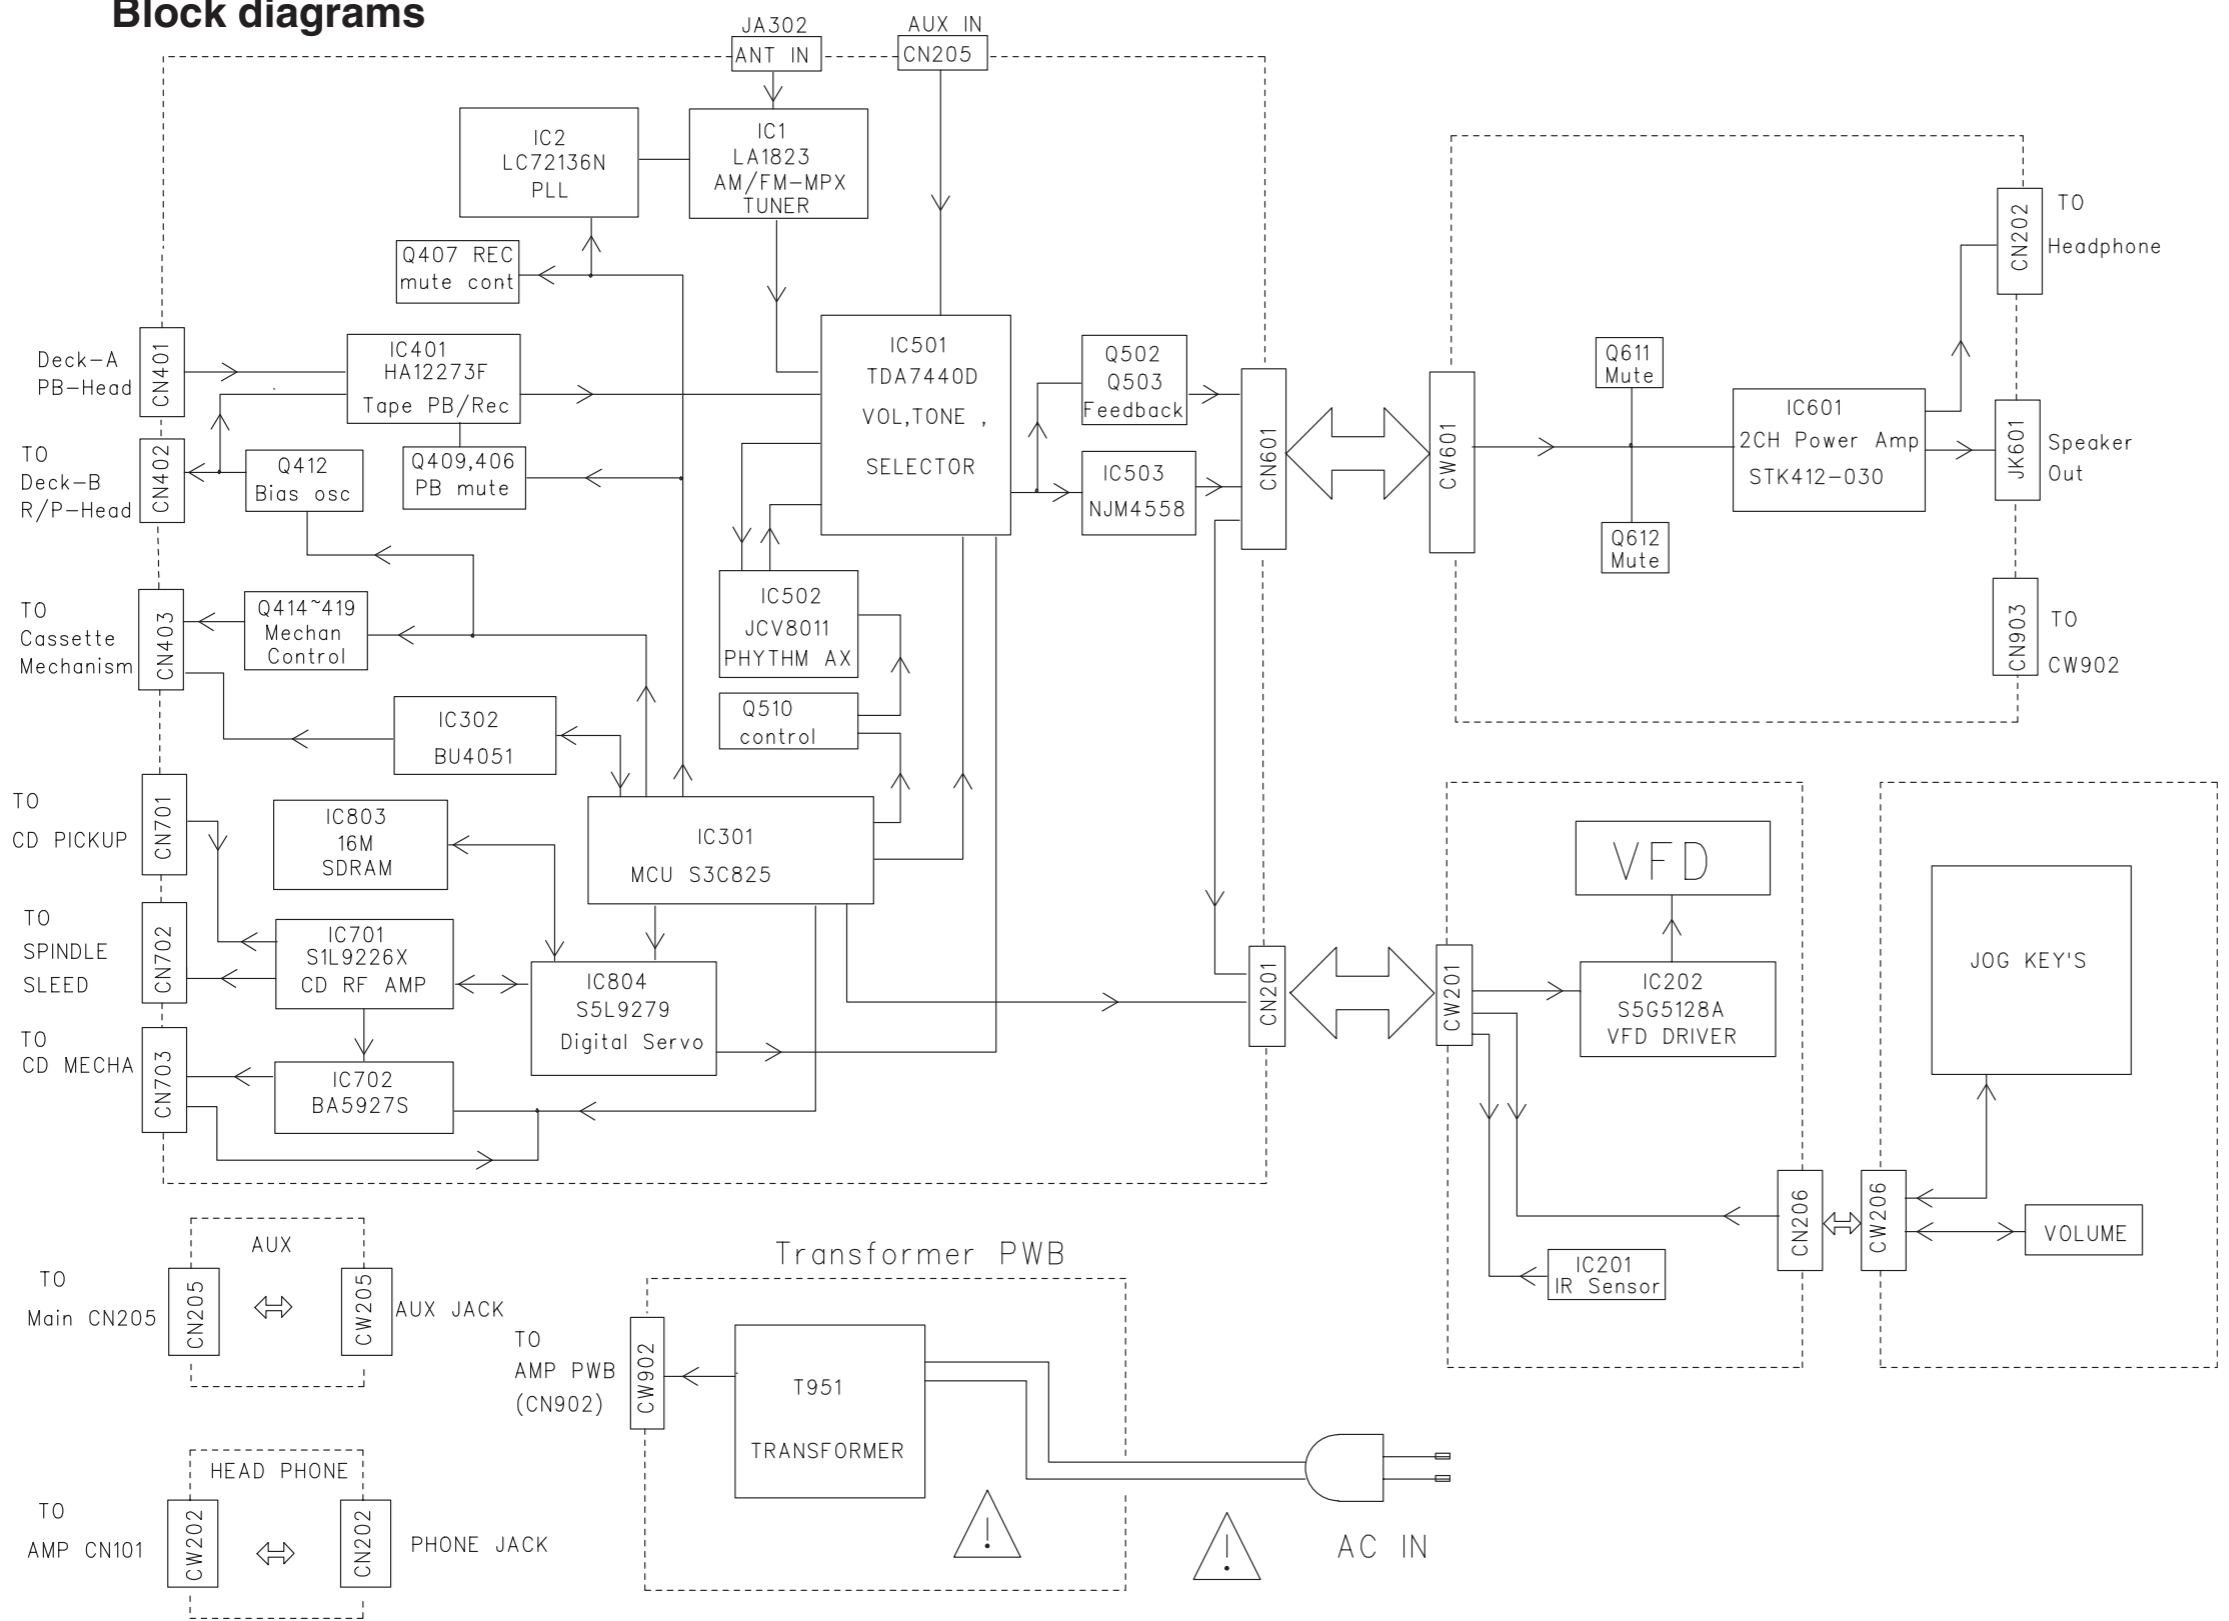 Block diagrams
JA302
ANT IN
AUX IN
CN205
IC2
LC72136N
PLL
IC1
LA1823
AM/FM-MPX
TUNER
Q407 REC
mute cont
Deck-A
PB-Head
CN401
IC401
HA12273F
Tape PB/Rec
TO
Deck-B
R/P-Head
CN402
Q412
Bias osc
Q409,406
PB mute
IC501
TDA7440D
VOL,TONE ,
SELECTOR
Q502
Q503
Feedback
IC503
NJM4558
CN601
TO
Cassette
Mechanism
CN403
Q414~419
Mechan
Control
IC502
JCV8011
PHYTHM AX
Q510
control
IC302
BU4051
TO
CD PICKUP
CN701
IC803
16M
SDRAM
IC301
MCU S3C825
TO
SPINDLE
SLEED
CN702
IC701
S1L9226X
CD RF AMP
IC804
S5L9279
Digital Servo
CN201
TO
CD MECHA
CN703
IC702
BA5927S
CW601
Q611
Mute
Q612
Mute
IC601
2CH Power Amp
STK412-030
CN202
TO
Headphone
JK601
Speaker
Out
CN903
TO
CW902
VFD
CW201
IC202
S5G5128A
VFD DRIVER
IC201
IR Sensor
CN206
CW206
JOG KEY'S
VOLUME
AUX
TO
Main CN205
CN205
CW205
AUX JACK
HEAD PHONE
TO
AMP CN101
CW202
CN202
PHONE JACK
Transformer PWB
TO
AMP PWB
(CN902)
CW902
T951
TRANSFORMER
!
!
AC IN